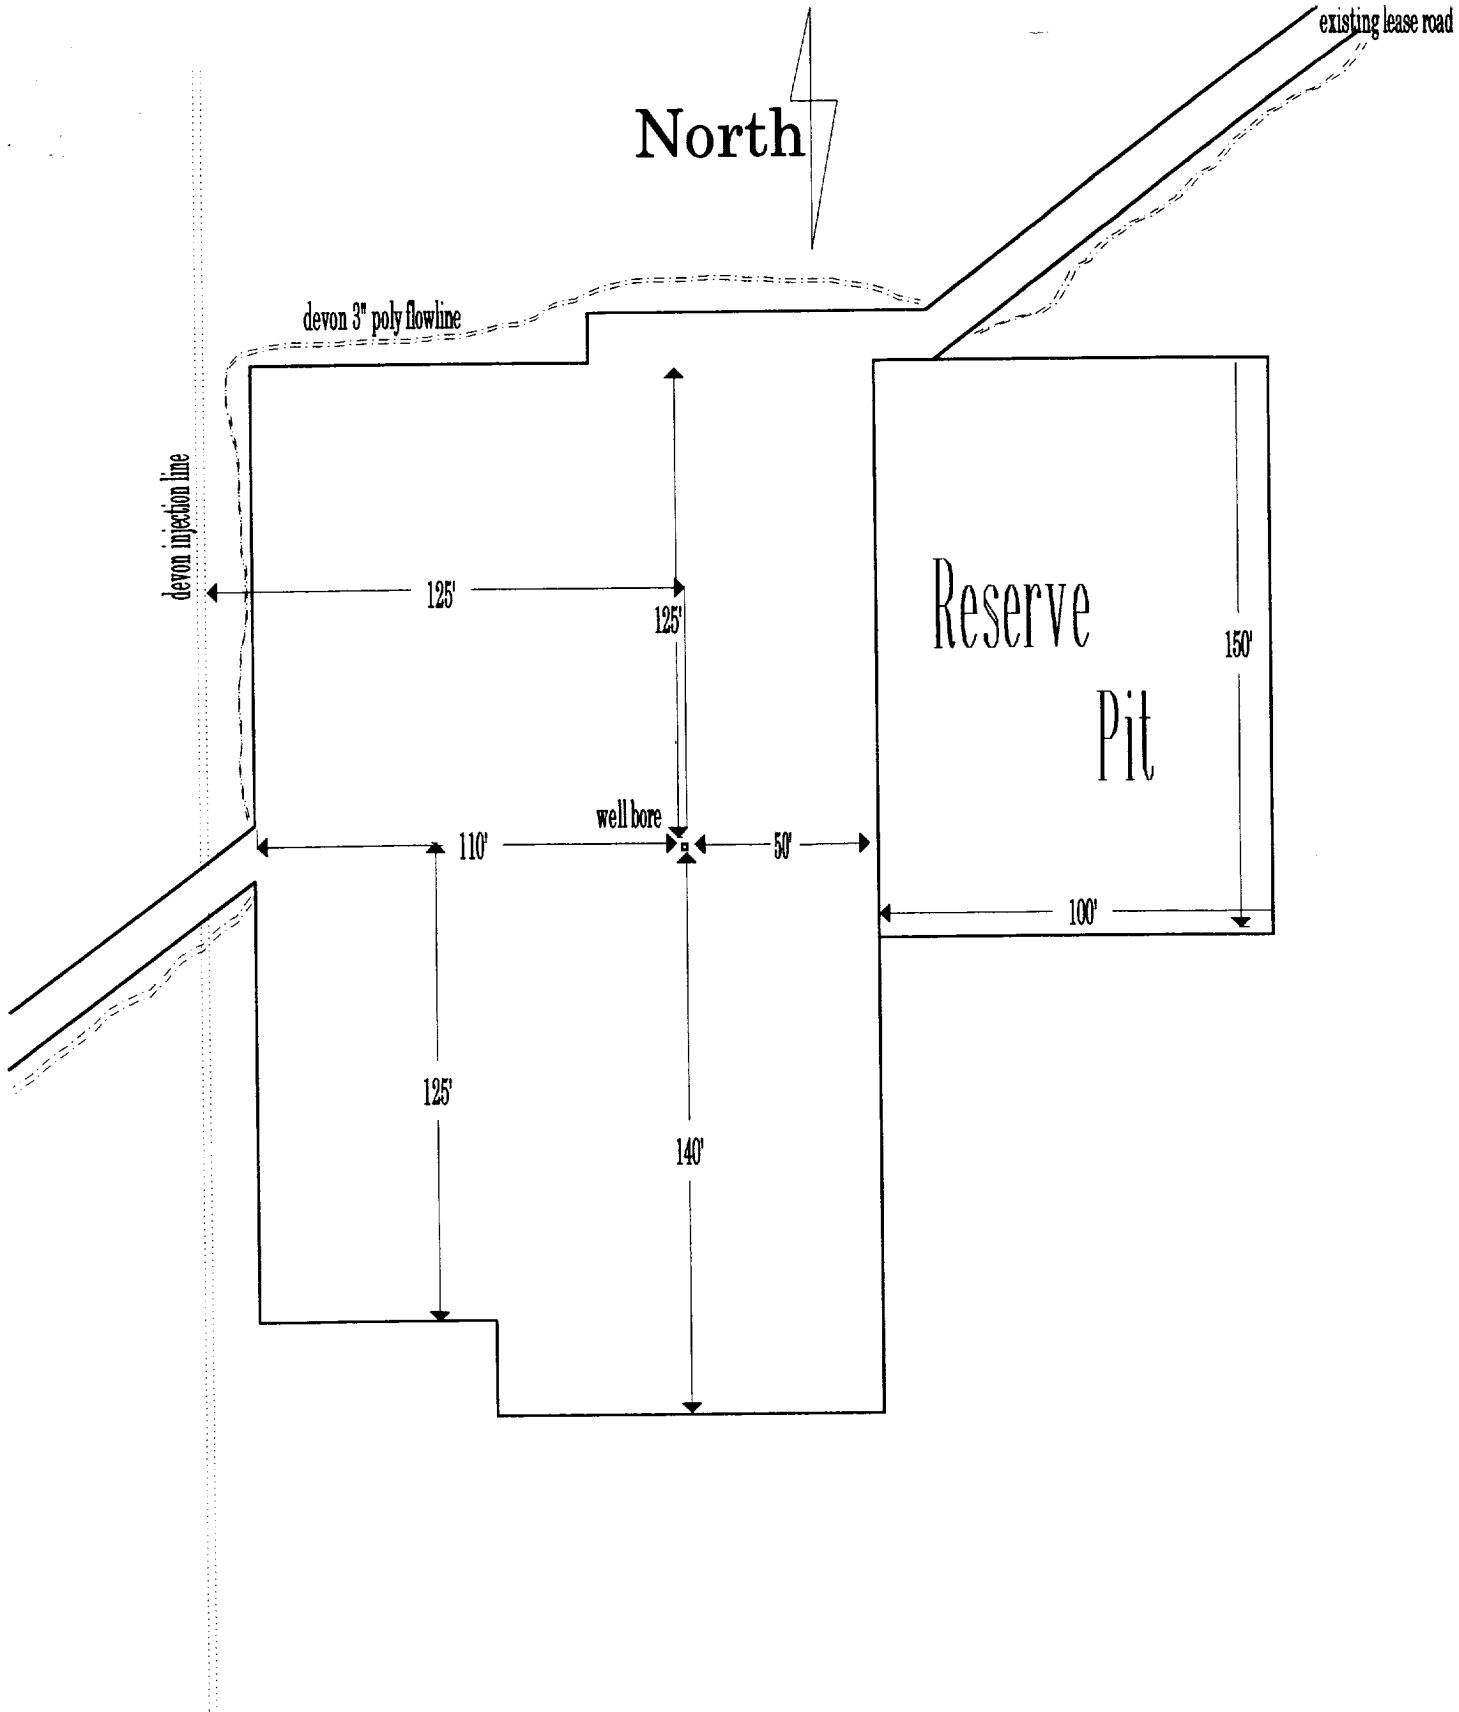 existing lease road
North
devon 3" poly flowline
devon injection line
125'
125'
Reserve
Pit
150'
well bore
110'
50'
100'
125'
140'